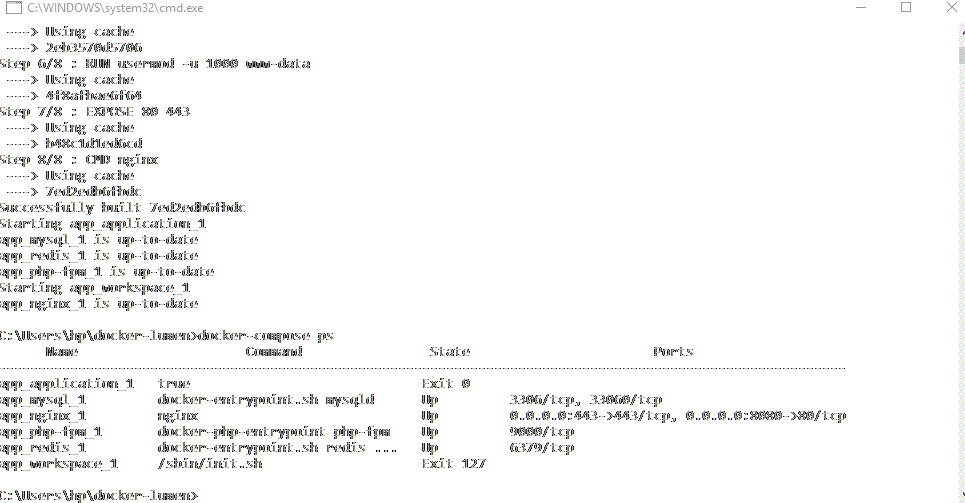 C:\WINDOWS\system32\cmd.exe
---> Using cache
---> 2eb3570d5706
Step 6/8 : RUN usermod -u 1000 www-data
---> Using cache
---> 4f8afbae6f64
Step 7/8 : EXPOSE 80 443
---> Using cache
---> b48c1d1ed6cd
Step 8/8 : CMD nginx
---> Using cache
---> 7ed2edb6fbdc
Successfully built 7ed2edb6fbdc
Starting app_application_1
app_mysql_1 is up-to-date
app_redis_1 is up-to-date
app_php-fpm_1 is up-to-date
Starting app_workspace_1
app_nginx_1 is up-to-date
C:\Users\hp\docker-lumen>docker-compose ps
Name Command State Ports
app_application_1 true Exit 0
app_mysql_1 docker-entrypoint.sh mysqld Up 3306/tcp, 33060/tcp
app_nginx_1 nginx Up 0.0.0.0:443->443/tcp, 0.0.0.0:8080->80/tcp
app_php-fpm_1 docker-php-entrypoint php-fpm Up 9000/tcp
app_redis_1 docker-entrypoint.sh redis ... Up 6379/tcp
app_workspace_1 /sbin/init.sh Exit 127
C:\Users\hp\docker-lumen>